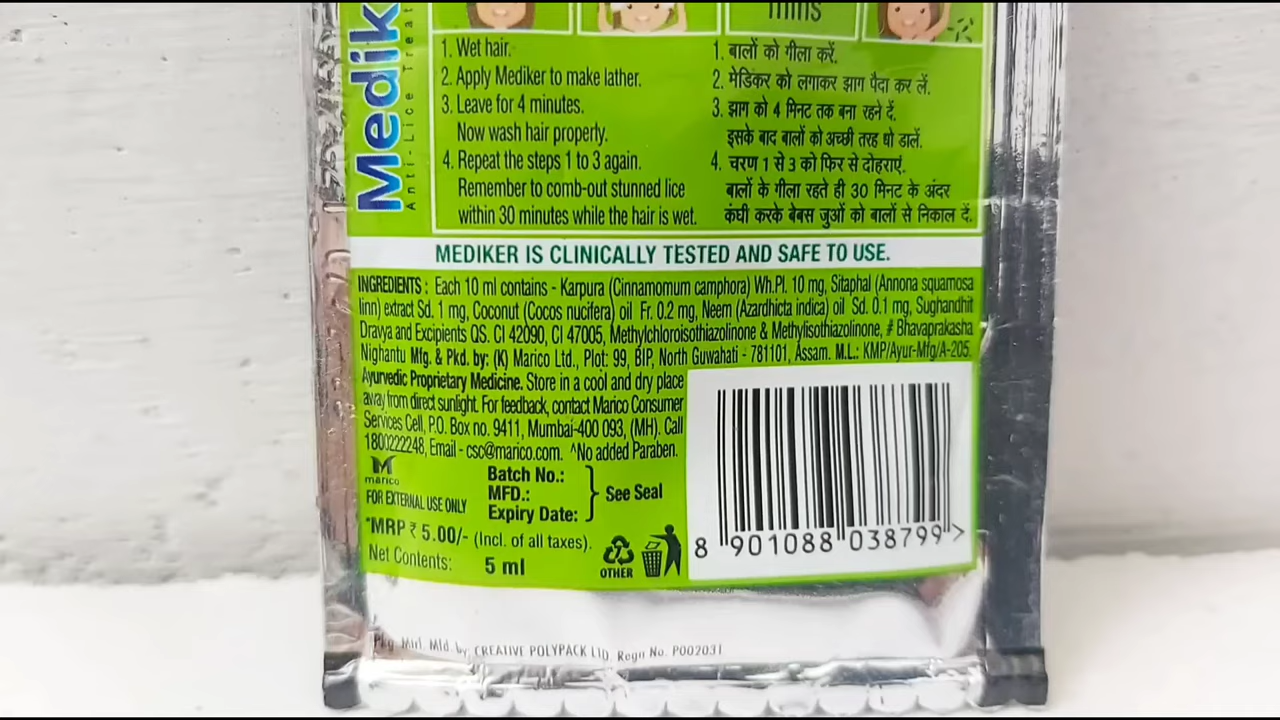 mins
Medik
Anti-Lice Treat
1. Wet hair.
2. Apply Mediker to make lather.
3. Leave for 4 minutes.
Now wash hair properly.
4. Repeat the steps 1 to 3 again.
Remember to comb-out stunned lice
within 30 minutes while the hair is wet.
1. बालों को गीला करें.
2. मेडिकर को लगाकर झाग पैदा कर लें.
3. झाग को 4 मिनट तक बना रहने दें.
इसके बाद बालों को अच्छी तरह धो डालें.
4. चरण 1 से 3 को फिर से दोहराएं.
बालों के गीला रहते ही 30 मिनट के अंदर
कंघी करके बेबस जुओं को बालों से निकाल दें.
MEDIKER IS CLINICALLY TESTED AND SAFE TO USE.
INGREDIENTS : Each 10 ml contains - Karpura (Cinnamomum camphora) Wh.Pl. 10 mg, Sitaphal (Annona squamosa
linn) extract Sd. 1 mg, Coconut (Cocos nucifera) oil Fr. 0.2 mg, Neem (Azardhicta indica) oil Sd. 0.1 mg, Sughandhit
Dravya and Excipients QS. CI 42090, CI 47005, Methylchloroisothiazolinone & Methylisothiazolinone, # Bhavaprakasha
Nighantu Mfg. & Pkd. by: (K) Marico Ltd., Plot: 99, BIP, North Guwahati - 781101, Assam. M.L.: KMP/Ayur-Mfg/A-205.
Ayurvedic Proprietary Medicine. Store in a cool and dry place
away from direct sunlight. For feedback, contact Marico Consumer
Services Cell, P.O. Box no. 9411, Mumbai-400 093, (MH). Call
1800222248, Email - csc@marico.com. ^No added Paraben.
marico
FOR EXTERNAL USE ONLY
Batch No.:
MFD.:
Expiry Date:
See Seal
*MRP ₹ 5.00/- (Incl. of all taxes).
Net Contents: 5 ml
OTHER
8 901088 038799 >
Pkg. Mtrl. Mfd. by: CREATIVE POLYPACK LTD. Regn No. P002031